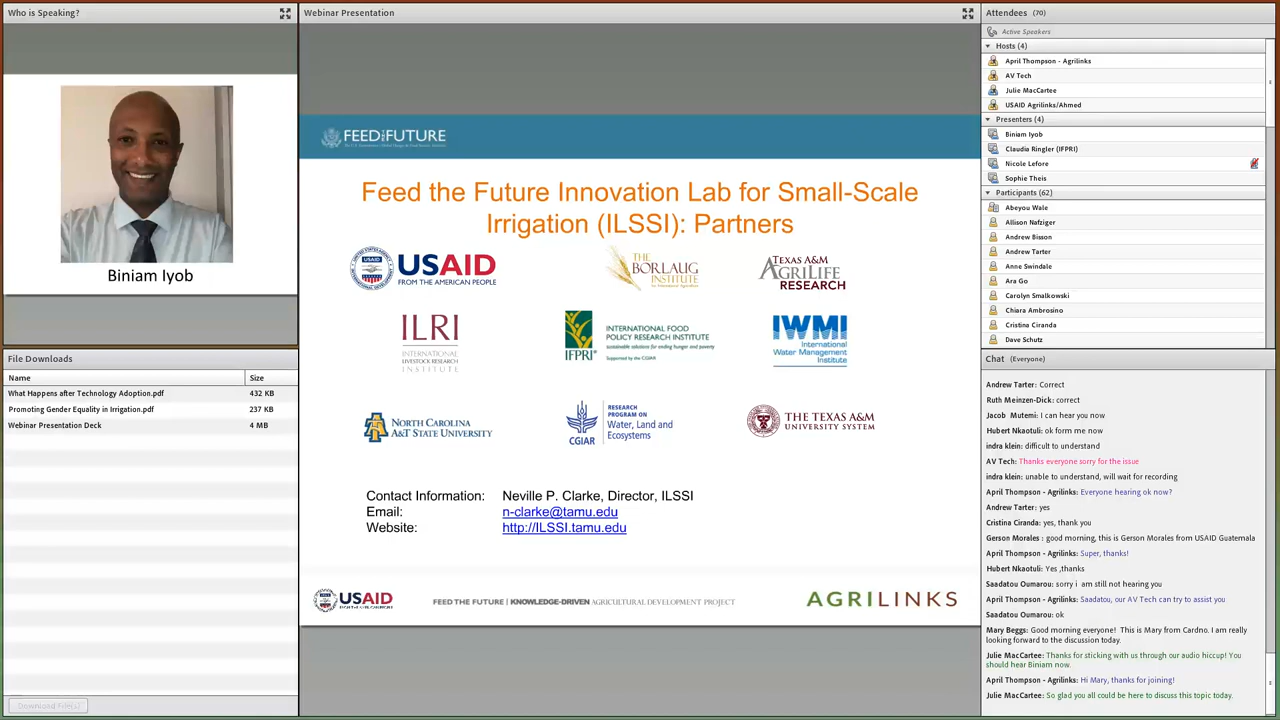 Who is Speaking?
Biniam Iyob
File Downloads
Name Size
What Happens after Technology Adoption.pdf 432 KB
Promoting Gender Equality in Irrigation.pdf 237 KB
Webinar Presentation Deck 4 MB
Download File(s)
Webinar Presentation
FEED THE FUTURE
Feed the Future Innovation Lab for Small-Scale
Irrigation (ILSSI): Partners
USAID
FROM THE AMERICAN PEOPLE
THE
BORLAUG
INSTITUTE
TEXAS A&M
AGRILIFE
RESEARCH
ILRI
INTERNATIONAL
LIVESTOCK RESEARCH
INSTITUTE
IFPRI
INTERNATIONAL FOOD
POLICY RESEARCH INSTITUTE
sustainable solutions for ending hunger and poverty
Supported by the CGIAR
IWMI
International
Water Management
Institute
NORTH CAROLINA
A&T STATE UNIVERSITY
CGIAR
RESEARCH
PROGRAM ON
Water, Land and
Ecosystems
THE TEXAS A&M
UNIVERSITY SYSTEM
Contact Information: Neville P. Clarke, Director, ILSSI
Email: n-clarke@tamu.edu
Website: http://ILSSI.tamu.edu
USAID
FEED THE FUTURE | KNOWLEDGE-DRIVEN AGRICULTURAL DEVELOPMENT PROJECT
AGRILINKS
Attendees (70)
Active Speakers
Hosts (4)
April Thompson - Agrilinks
AV Tech
Julie MacCartee
USAID Agrilinks/Ahmed
Presenters (4)
Biniam Iyob
Claudia Ringler (IFPRI)
Nicole Lefore
Sophie Theis
Participants (62)
Abeyou Wale
Allison Nafziger
Andrew Bisson
Andrew Tarter
Anne Swindale
Ara Go
Carolyn Smalkowski
Chiara Ambrosino
Cristina Ciranda
Dave Schutz
Chat (Everyone)
Andrew Tarter: Correct
Ruth Meinzen-Dick: correct
Jacob Mutemi: I can hear you now
Hubert Nkaotuli: ok form me now
indra klein: difficult to understand
AV Tech: Thanks everyone sorry for the issue
indra klein: unable to understand, will wait for recording
April Thompson - Agrilinks: Everyone hearing ok now?
Andrew Tarter: yes
Cristina Ciranda: yes, thank you
Gerson Morales : good morning, this is Gerson Morales from USAID Guatemala
April Thompson - Agrilinks: Super, thanks!
Hubert Nkaotuli: Yes ,thanks
Saadatou Oumarou: sorry i am still not hearing you
April Thompson - Agrilinks: Saadatou, our AV Tech can try to assist you
Saadatou Oumarou: ok
Mary Beggs: Good morning everyone! This is Mary from Cardno. I am really
looking forward to the discussion today.
Julie MacCartee: Thanks for sticking with us through our audio hiccup! You
should hear Biniam now.
April Thompson - Agrilinks: Hi Mary, thanks for joining!
Julie MacCartee: So glad you all could be here to discuss this topic today.